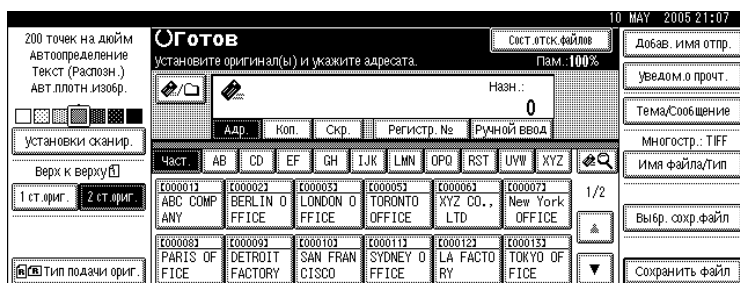 10 MAY 2005 21:07
200 точек на дюйм
Автоопределение
Текст (Распозн.)
Авт.плотн.изобр.
Установки сканир.
Верх к верху
1 ст.ориг.
2 ст.ориг.
Тип подачи ориг.
Готов
Сост.отск.файлов
Установите оригинал(ы) и укажите адресата.
Пам.:100%
Назн.:
0
Адр.
Коп.
Скр.
Регистр. №
Ручной ввод
Част.
AB
CD
EF
GH
IJK
LMN
OPQ
RST
UVW
XYZ
[00001]
ABC COMP
ANY
[00002]
BERLIN O
FFICE
[00003]
LONDON O
FFICE
[00005]
TORONTO
OFFICE
[00006]
XYZ CO.,
LTD
[00007]
New York
OFFICE
[00008]
PARIS OF
FICE
[00009]
DETROIT
FACTORY
[00010]
SAN FRAN
CISCO
[00011]
SYDNEY O
FFICE
[00012]
LA FACTO
RY
[00013]
TOKYO OF
FICE
1/2
Добав. имя отпр.
Уведом.о прочт.
Тема/Сообщение
Многостр.: TIFF
Имя файла/Тип
Выбр. сохр.файл
Сохранить файл